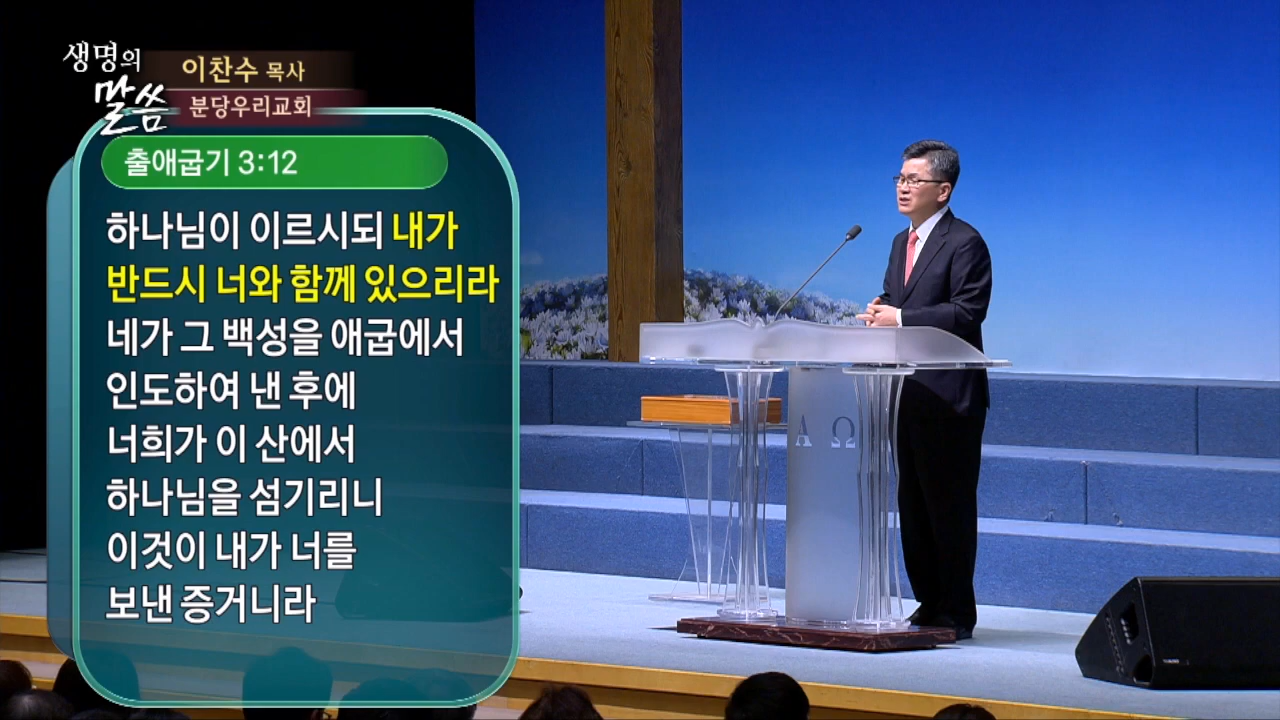 생명의
말씀
이찬수 목사
분당우리교회
출애굽기 3:12
하나님이 이르시되 내가
반드시 너와 함께 있으리라
네가 그 백성을 애굽에서
인도하여 낸 후에
너희가 이 산에서
하나님을 섬기리니
이것이 내가 너를
보낸 증거니라
Α Ω